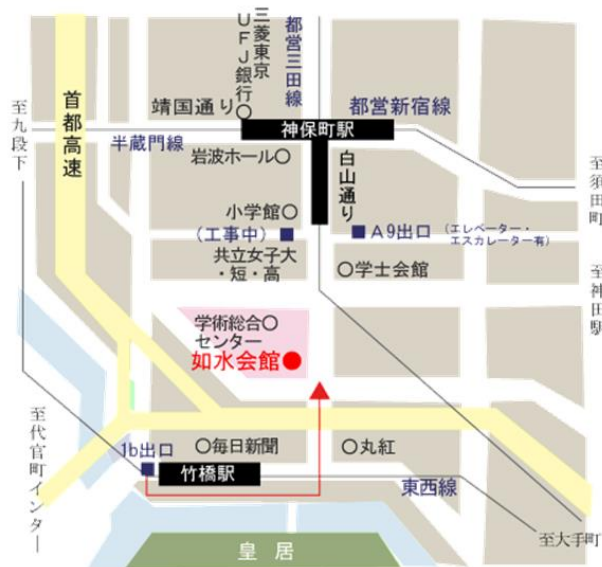 三菱東京
UFJ銀行○
都営三田線
首都高速
至九段下
靖国通り
神保町駅
都営新宿線
半蔵門線
岩波ホール○
白山通り
至須田町
小学館○
（工事中）■
■A9出口
（エレベーター・
エスカレーター有）
共立女子大
・短・高
○学士会館
至神田駅
学術総合○
センター
如水会館●
至代官町インター
1b出口
○毎日新聞
○丸紅
竹橋駅
東西線
至大手町
皇居